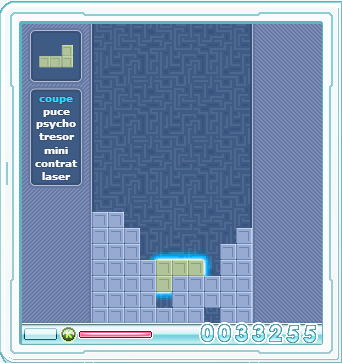 coupe
puce
psycho
tresor
mini
contrat
laser
0033255